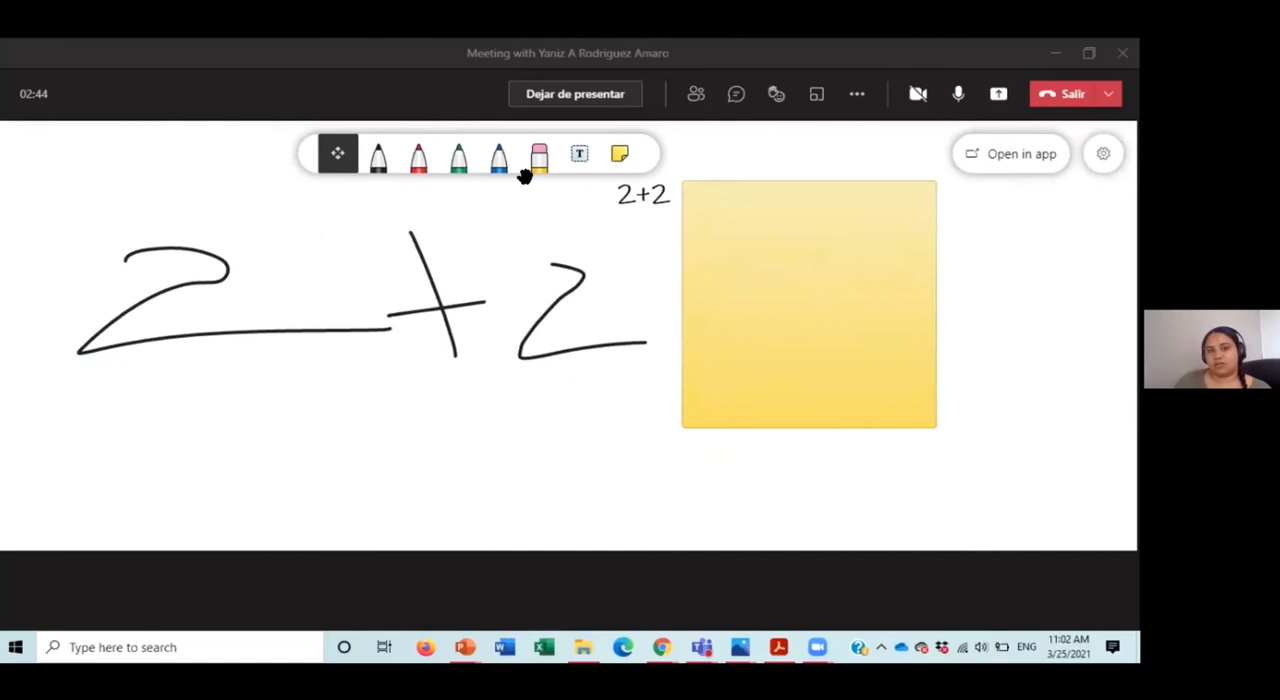 Meeting with Yaniz A Rodriguez Amaro
02:44
Dejar de presentar
Salir
T
Open in app
2+2
2+2
Type here to search
ENG
11:02 AM
3/25/2021